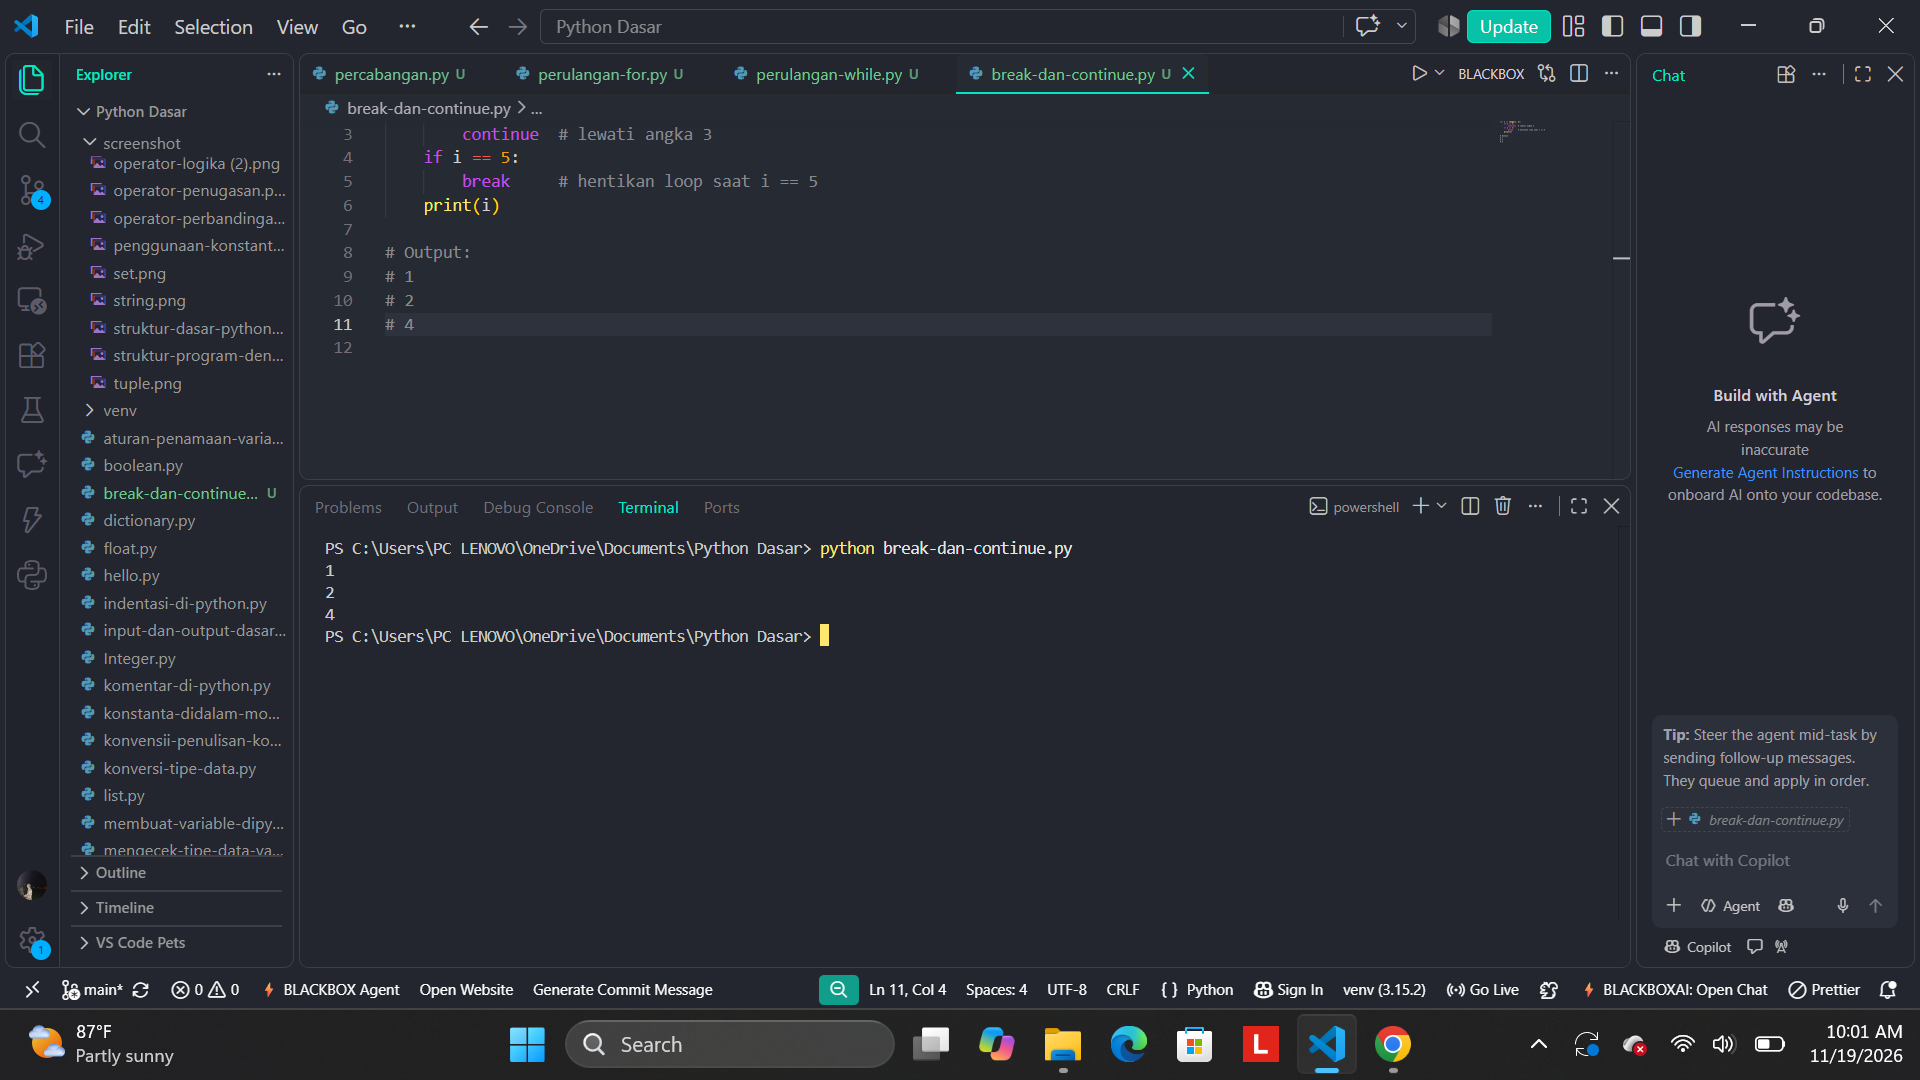 File Edit Selection View Go ··· Python Dasar Update
Explorer ···
Python Dasar
screenshot
operator-logika (2).png
operator-penugasan.p...
operator-perbandinga...
penggunaan-konstant...
set.png
string.png
struktur-dasar-python...
struktur-program-den...
tuple.png
venv
aturan-penamaan-varia...
boolean.py
break-dan-continue... U
dictionary.py
float.py
hello.py
indentasi-di-python.py
input-dan-output-dasar...
Integer.py
komentar-di-python.py
konstanta-didalam-mo...
konvensii-penulisan-ko...
konversi-tipe-data.py
list.py
membuat-variable-dipy...
mengecek-tipe-data-va...
Outline
Timeline
VS Code Pets
4
1
percabangan.py U perulangan-for.py U perulangan-while.py U break-dan-continue.py U BLACKBOX ···
break-dan-continue.py > ...
3 continue # lewati angka 3
4 if i == 5:
5 break # hentikan loop saat i == 5
6 print(i)
7
8 # Output:
9 # 1
10 # 2
11 # 4
12
Problems Output Debug Console Terminal Ports powershell ···
PS C:\Users\PC LENOVO\OneDrive\Documents\Python Dasar> python break-dan-continue.py
1
2
4
PS C:\Users\PC LENOVO\OneDrive\Documents\Python Dasar>
Chat ···
Build with Agent
AI responses may be
inaccurate
Generate Agent Instructions to
onboard AI onto your codebase.
Tip: Steer the agent mid-task by
sending follow-up messages.
They queue and apply in order.
+ break-dan-continue.py
Chat with Copilot
+ Agent
Copilot
main* 0 0 BLACKBOX Agent Open Website Generate Commit Message Ln 11, Col 4 Spaces: 4 UTF-8 CRLF {} Python Sign In venv (3.15.2) Go Live BLACKBOXAI: Open Chat Prettier
87°F
Partly sunny
Search
L
10:01 AM
11/19/2026